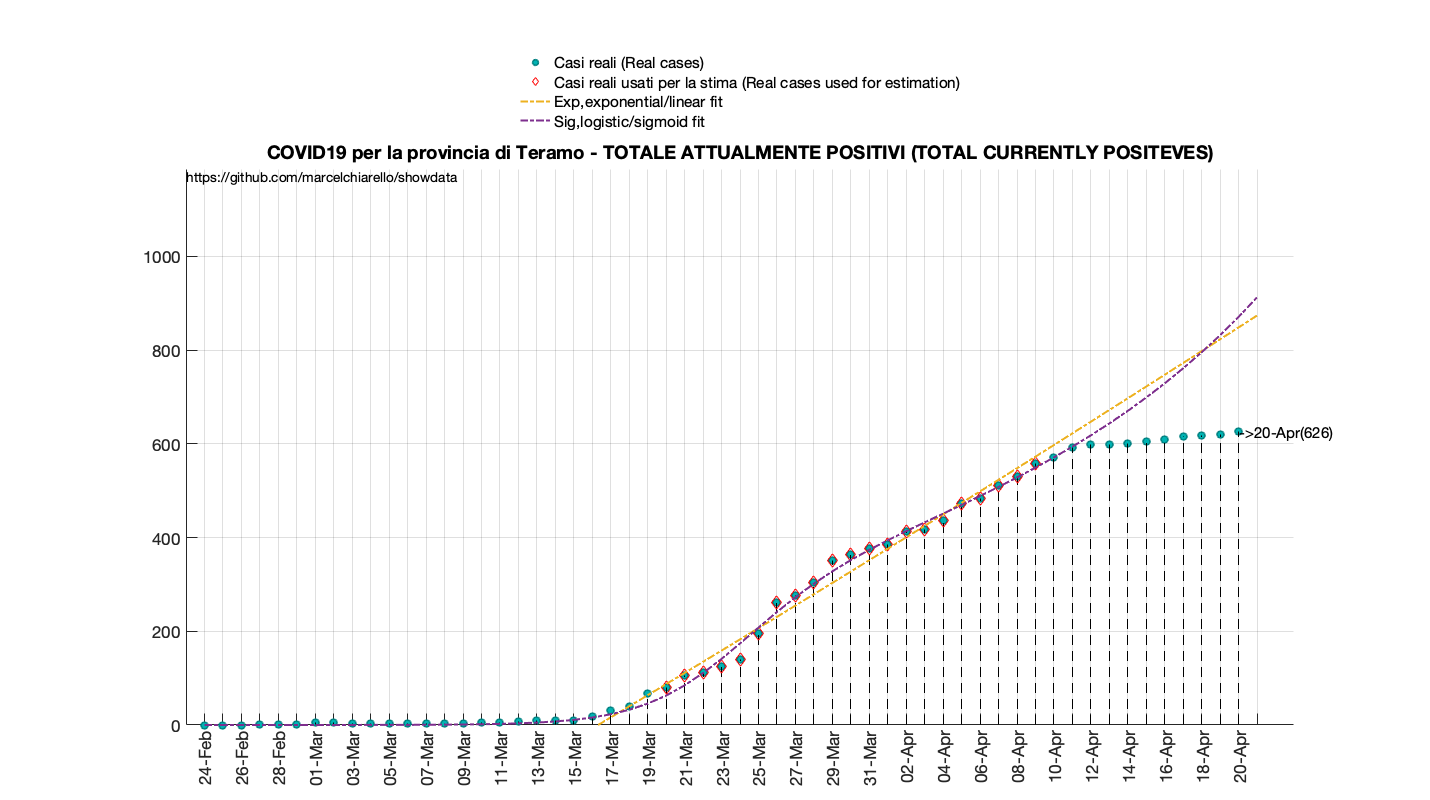 Casi reali (Real cases)
Casi reali usati per la stima (Real cases used for estimation)
Exp,exponential/linear fit
Sig,logistic/sigmoid fit
COVID19 per la provincia di Teramo - TOTALE ATTUALMENTE POSITIVI (TOTAL CURRENTLY POSITEVES)
https://github.com/marcelchiarello/showdata
1000
800
600
400
200
0
->20-Apr(626)
24-Feb
26-Feb
28-Feb
01-Mar
03-Mar
05-Mar
07-Mar
09-Mar
11-Mar
13-Mar
15-Mar
17-Mar
19-Mar
21-Mar
23-Mar
25-Mar
27-Mar
29-Mar
31-Mar
02-Apr
04-Apr
06-Apr
08-Apr
10-Apr
12-Apr
14-Apr
16-Apr
18-Apr
20-Apr